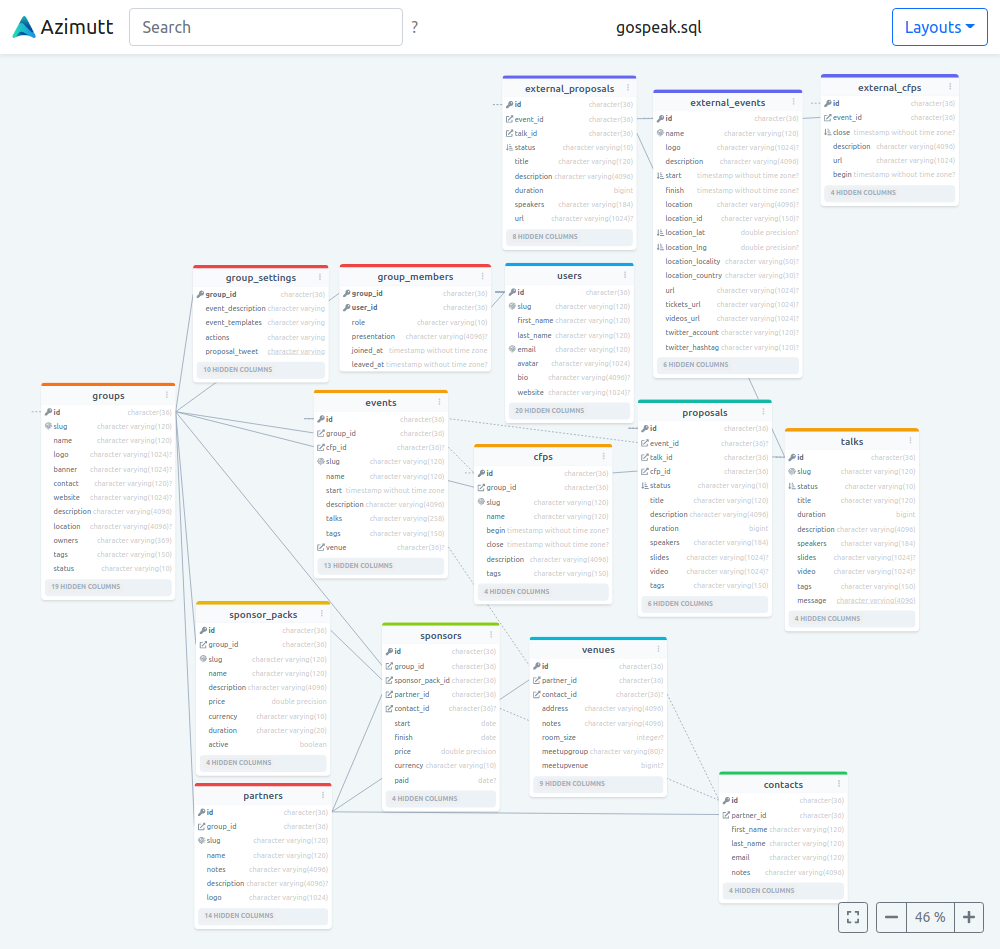 Azimutt
Search
?
gospeak.sql
Layouts
external_proposals
id character(36)
event_id character(36)
talk_id character(36)
status character varying(10)
title character varying(120)
description character varying(4096)
duration bigint
speakers character varying(184)
url character varying(1024)?
8 HIDDEN COLUMNS
external_events
id character(36)
name character varying(120)
logo character varying(1024)?
description character varying(4096)
start timestamp without time zone?
finish timestamp without time zone?
location character varying(4096)?
location_id character varying(150)?
location_lat double precision?
location_lng double precision?
location_locality character varying(50)?
location_country character varying(30)?
url character varying(1024)?
tickets_url character varying(1024)?
videos_url character varying(1024)?
twitter_account character varying(120)?
twitter_hashtag character varying(120)?
6 HIDDEN COLUMNS
external_cfps
id character(36)
event_id character(36)
close timestamp without time zone?
description character varying(4096)
url character varying(1024)
begin timestamp without time zone?
4 HIDDEN COLUMNS
group_settings
group_id character(36)
event_description character varying
event_templates character varying
actions character varying
proposal_tweet character varying
10 HIDDEN COLUMNS
group_members
group_id character(36)
user_id character(36)
role character varying(10)
presentation character varying(4096)?
joined_at timestamp without time zone
leaved_at timestamp without time zone?
users
id character(36)
slug character varying(120)
first_name character varying(120)
last_name character varying(120)
email character varying(120)
avatar character varying(1024)
bio character varying(4096)?
website character varying(1024)?
20 HIDDEN COLUMNS
groups
id character(36)
slug character varying(120)
name character varying(120)
logo character varying(1024)?
banner character varying(1024)?
contact character varying(120)?
website character varying(1024)?
description character varying(4096)
location character varying(4096)?
owners character varying(369)
tags character varying(150)
status character varying(10)
19 HIDDEN COLUMNS
events
id character(36)
group_id character(36)
cfp_id character(36)?
slug character varying(120)
name character varying(120)
start timestamp without time zone
description character varying(4096)
talks character varying(258)
tags character varying(150)
venue character(36)?
13 HIDDEN COLUMNS
cfps
id character(36)
group_id character(36)
slug character varying(120)
name character varying(120)
begin timestamp without time zone?
close timestamp without time zone?
description character varying(4096)
tags character varying(150)
4 HIDDEN COLUMNS
proposals
id character(36)
event_id character(36)?
talk_id character(36)
cfp_id character(36)
status character varying(10)
title character varying(120)
description character varying(4096)
duration bigint
speakers character varying(184)
slides character varying(1024)?
video character varying(1024)?
tags character varying(150)
6 HIDDEN COLUMNS
talks
id character(36)
slug character varying(120)
status character varying(10)
title character varying(120)
duration bigint
description character varying(4096)
speakers character varying(184)
slides character varying(1024)?
video character varying(1024)?
tags character varying(150)
message character varying(4096)
4 HIDDEN COLUMNS
sponsor_packs
id character(36)
group_id character(36)
slug character varying(120)
name character varying(120)
description character varying(4096)
price double precision
currency character varying(10)
duration character varying(20)
active boolean
4 HIDDEN COLUMNS
sponsors
id character(36)
group_id character(36)
sponsor_pack_id character(36)
partner_id character(36)
contact_id character(36)?
start date
finish date
price double precision
currency character varying(10)
paid date?
4 HIDDEN COLUMNS
venues
id character(36)
partner_id character(36)
contact_id character(36)?
address character varying(4096)
notes character varying(4096)
room_size integer?
meetupgroup character varying(80)?
meetupvenue bigint?
9 HIDDEN COLUMNS
partners
id character(36)
group_id character(36)
slug character varying(120)
name character varying(120)
notes character varying(4096)
description character varying(4096)?
logo character varying(1024)
14 HIDDEN COLUMNS
contacts
id character(36)
partner_id character(36)
first_name character varying(120)
last_name character varying(120)
email character varying(120)
notes character varying(4096)
4 HIDDEN COLUMNS
46 %